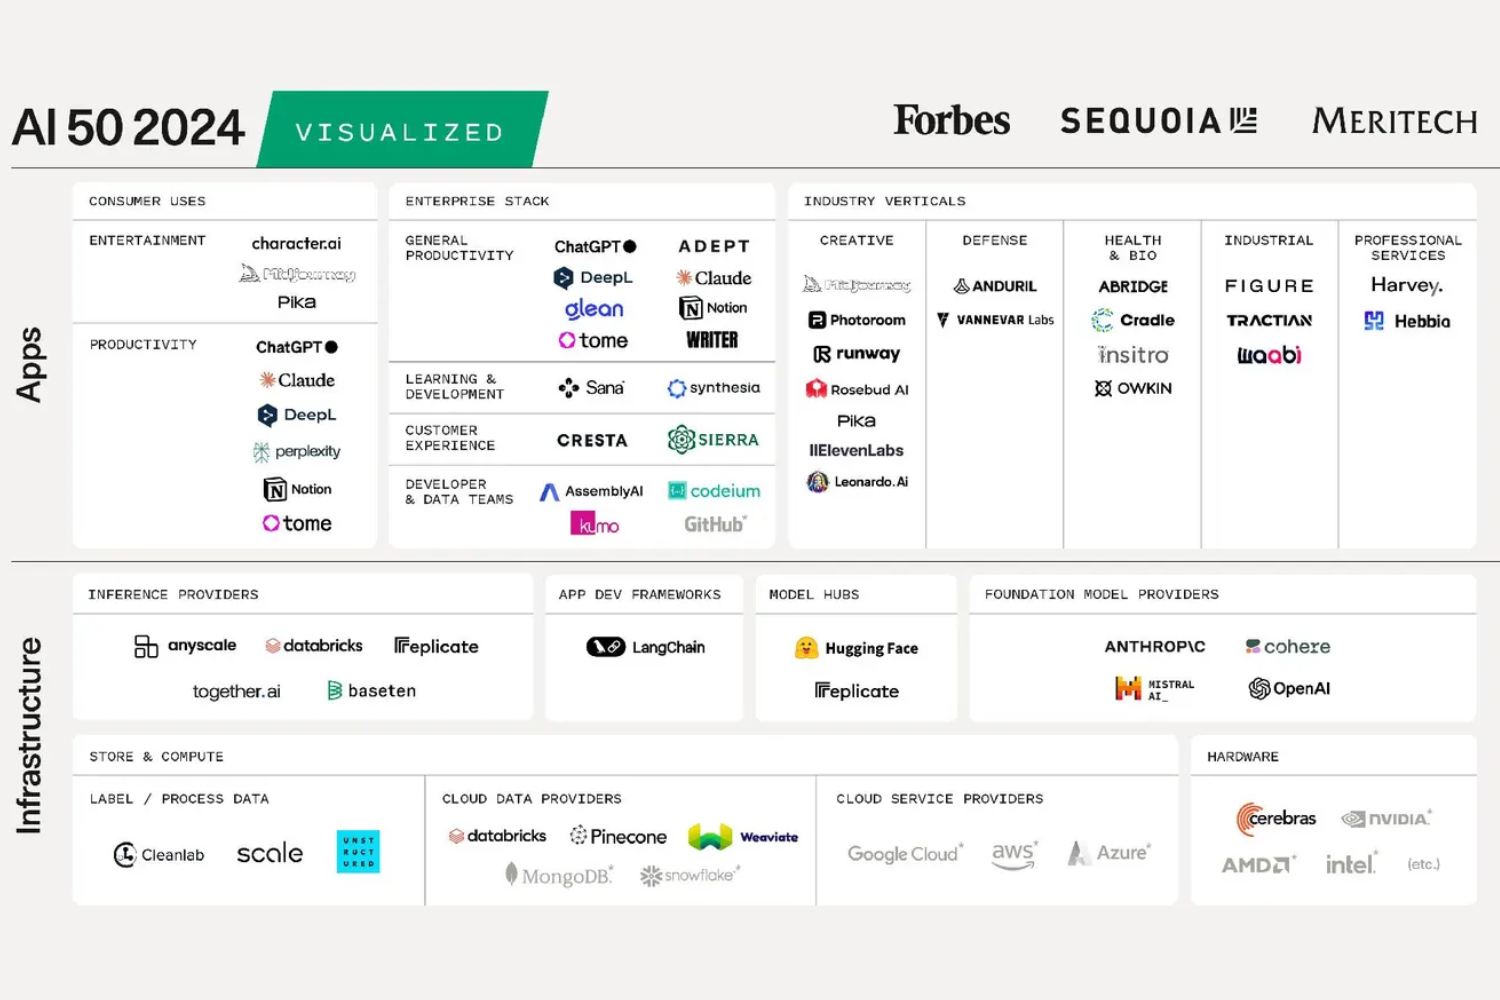 AI 50 2024
VISUALIZED
Forbes
SEQUOIA
MERITECH
Apps
CONSUMER USES
ENTERTAINMENT
character.ai
Midjourney
Pika
PRODUCTIVITY
ChatGPT
Claude
DeepL
perplexity
Notion
tome
ENTERPRISE STACK
GENERAL
PRODUCTIVITY
ChatGPT
ADEPT
DeepL
Claude
glean
Notion
tome
WRITER
LEARNING &
DEVELOPMENT
Sana
synthesia
CUSTOMER
EXPERIENCE
CRESTA
SIERRA
DEVELOPER
& DATA TEAMS
AssemblyAI
codeium
kumo
GitHub*
INDUSTRY VERTICALS
CREATIVE
Midjourney
Photoroom
runway
Rosebud AI
Pika
IIElevenLabs
Leonardo.Ai
DEFENSE
ANDURIL
VANNEVAR Labs
HEALTH
& BIO
ABRIDGE
Cradle
insitro
OWKIN
INDUSTRIAL
FIGURE
TRACTIAN
waabi
PROFESSIONAL
SERVICES
Harvey.
Hebbia
Infrastructure
INFERENCE PROVIDERS
anyscale
databricks
Replicate
together.ai
baseten
APP DEV FRAMEWORKS
LangChain
MODEL HUBS
Hugging Face
Replicate
FOUNDATION MODEL PROVIDERS
ANTHROP\C
cohere
MISTRAL
AI_
OpenAI
STORE & COMPUTE
LABEL / PROCESS DATA
Cleanlab
scale
UNST
RUCT
URED
CLOUD DATA PROVIDERS
databricks
Pinecone
Weaviate
MongoDB.*
snowflake*
CLOUD SERVICE PROVIDERS
Google Cloud*
aws*
Azure*
HARDWARE
cerebras
NVIDIA.*
AMD*
intel.*
(etc.)